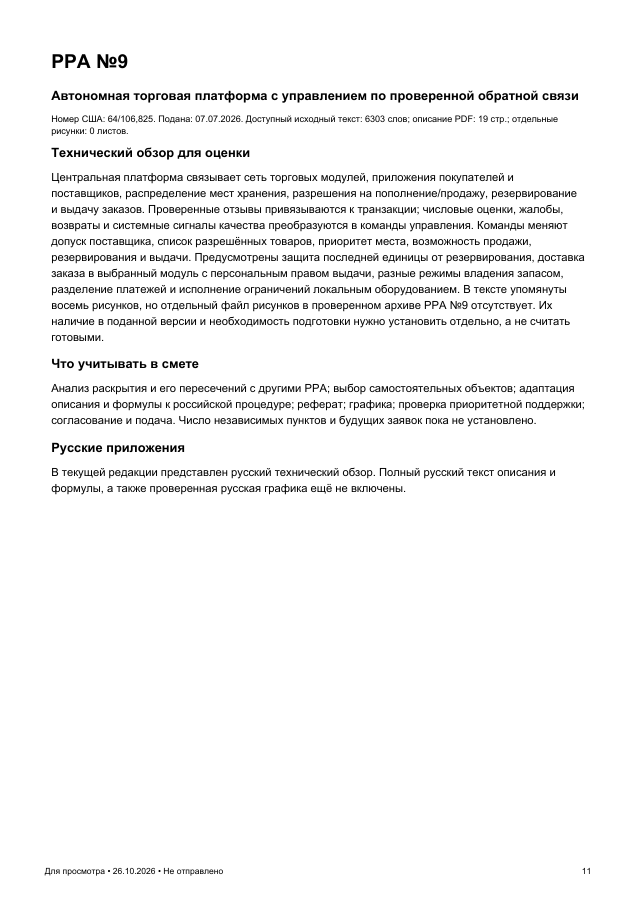 PPA №9
Автономная торговая платформа с управлением по проверенной обратной связи
Номер США: 64/106,825. Подана: 07.07.2026. Доступный исходный текст: 6303 слов; описание PDF: 19 стр.; отдельные
рисунки: 0 листов.
Технический обзор для оценки
Центральная платформа связывает сеть торговых модулей, приложения покупателей и
поставщиков, распределение мест хранения, разрешения на пополнение/продажу, резервирование
и выдачу заказов. Проверенные отзывы привязываются к транзакции; числовые оценки, жалобы,
возвраты и системные сигналы качества преобразуются в команды управления. Команды меняют
допуск поставщика, список разрешённых товаров, приоритет места, возможность продажи,
резервирования и выдачи. Предусмотрены защита последней единицы от резервирования, доставка
заказа в выбранный модуль с персональным правом выдачи, разные режимы владения запасом,
разделение платежей и исполнение ограничений локальным оборудованием. В тексте упомянуты
восемь рисунков, но отдельный файл рисунков в проверенном архиве PPA №9 отсутствует. Их
наличие в поданной версии и необходимость подготовки нужно установить отдельно, а не считать
готовыми.
Что учитывать в смете
Анализ раскрытия и его пересечений с другими PPA; выбор самостоятельных объектов; адаптация
описания и формулы к российской процедуре; реферат; графика; проверка приоритетной поддержки;
согласование и подача. Число независимых пунктов и будущих заявок пока не установлено.
Русские приложения
В текущей редакции представлен русский технический обзор. Полный русский текст описания и
формулы, а также проверенная русская графика ещё не включены.
Для просмотра • 26.10.2026 • Не отправлено
11